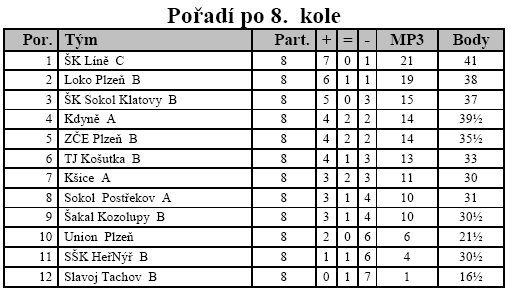 Pořadí po 8. kole
Por. Tým Part. + = - MP3 Body
1 ŠK Líně C 8 7 0 1 21 41
2 Loko Plzeň B 8 6 1 1 19 38
3 ŠK Sokol Klatovy B 8 5 0 3 15 37
4 Kdyně A 8 4 2 2 14 39½
5 ZČE Plzeň B 8 4 2 2 14 35½
6 TJ Košutka B 8 4 1 3 13 33
7 Kšice A 8 3 2 3 11 30
8 Sokol Postřekov A 8 3 1 4 10 31
9 Šakal Kozolupy B 8 3 1 4 10 30½
10 Union Plzeň 8 2 0 6 6 21½
11 SŠK HeřNýř B 8 1 1 6 4 30½
12 Slavoj Tachov B 8 0 1 7 1 16½